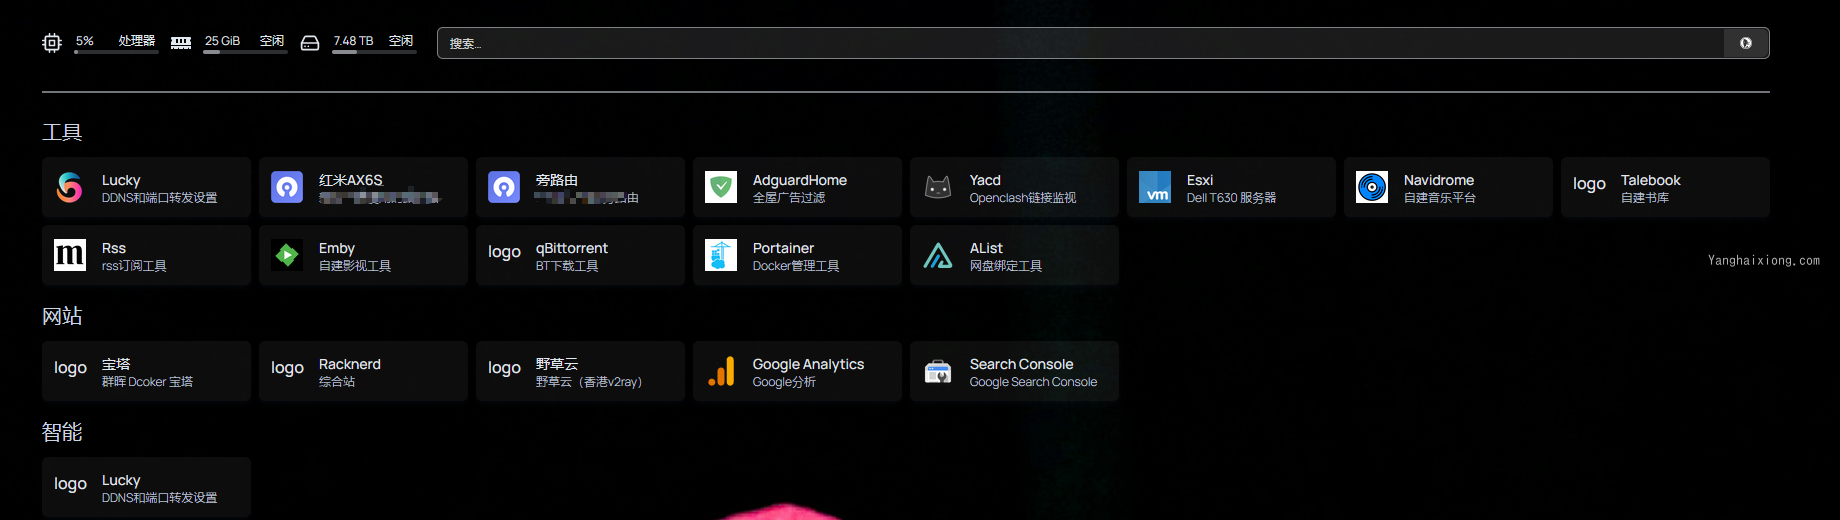 5% 处理器 25 GiB 空闲 7.48 TB 空闲 搜索...
工具
Lucky
DDNS和端口转发设置
红米AX6S
旁路由
由
AdguardHome
全屋广告过滤
Yacd
Openclash链接监视
vm
Esxi
Dell T630 服务器
Navidrome
自建音乐平台
logo
Talebook
自建书库
m
Rss
rss订阅工具
Emby
自建影视工具
logo
qBittorrent
BT下载工具
Portainer
Docker管理工具
AList
网盘绑定工具
Yanghaixiong.com
网站
logo
宝塔
群晖 Dcoker 宝塔
logo
Racknerd
综合站
logo
野草云
野草云（香港v2ray）
Google Analytics
Google分析
Search Console
Google Search Console
智能
logo
Lucky
DDNS和端口转发设置